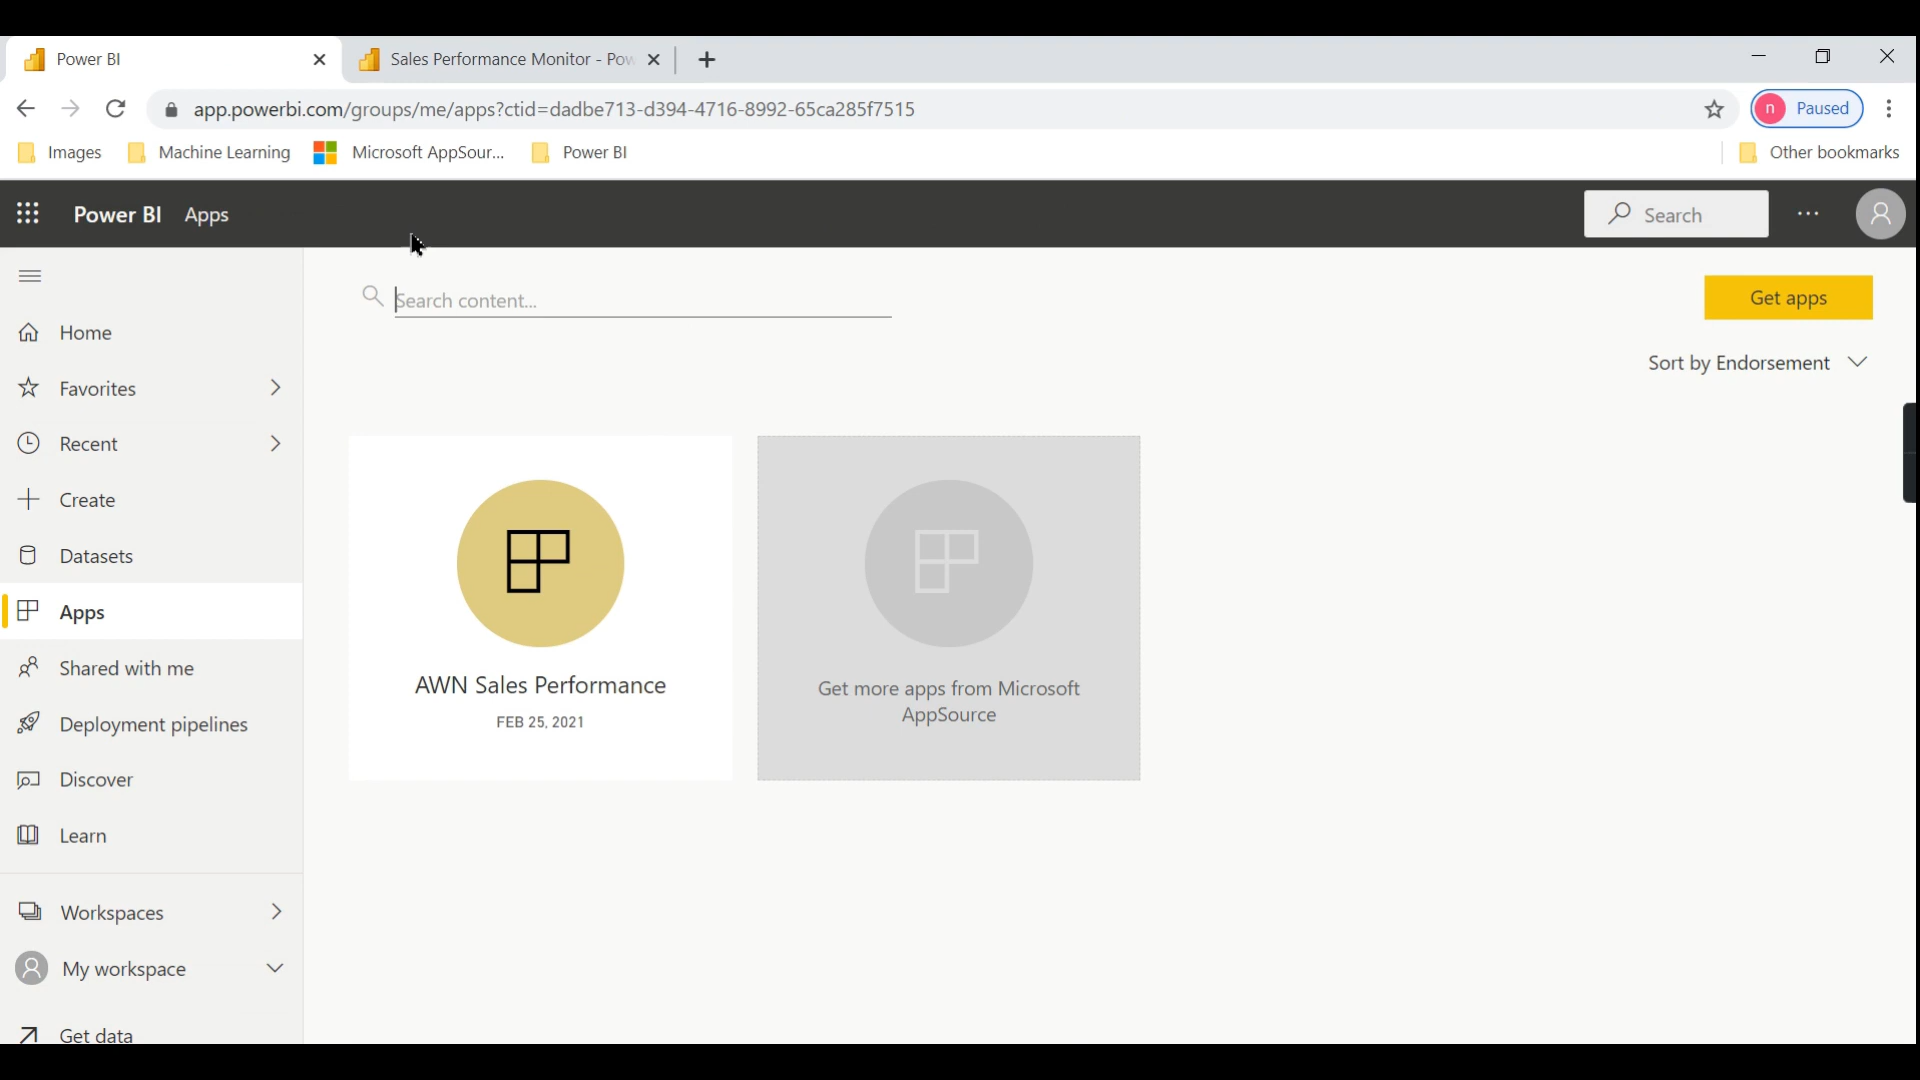 Power BI
Sales Performance Monitor - Pow
app.powerbi.com/groups/me/apps?ctid=dadbe713-d394-4716-8992-65ca285f7515
n Paused
Images
Machine Learning
Microsoft AppSour...
Power BI
Other bookmarks
Power BI Apps
Search
Search content...
Get apps
Sort by Endorsement
Home
Favorites
Recent
Create
Datasets
Apps
Shared with me
Deployment pipelines
Discover
Learn
Workspaces
My workspace
Get data
AWN Sales Performance
FEB 25, 2021
Get more apps from Microsoft
AppSource